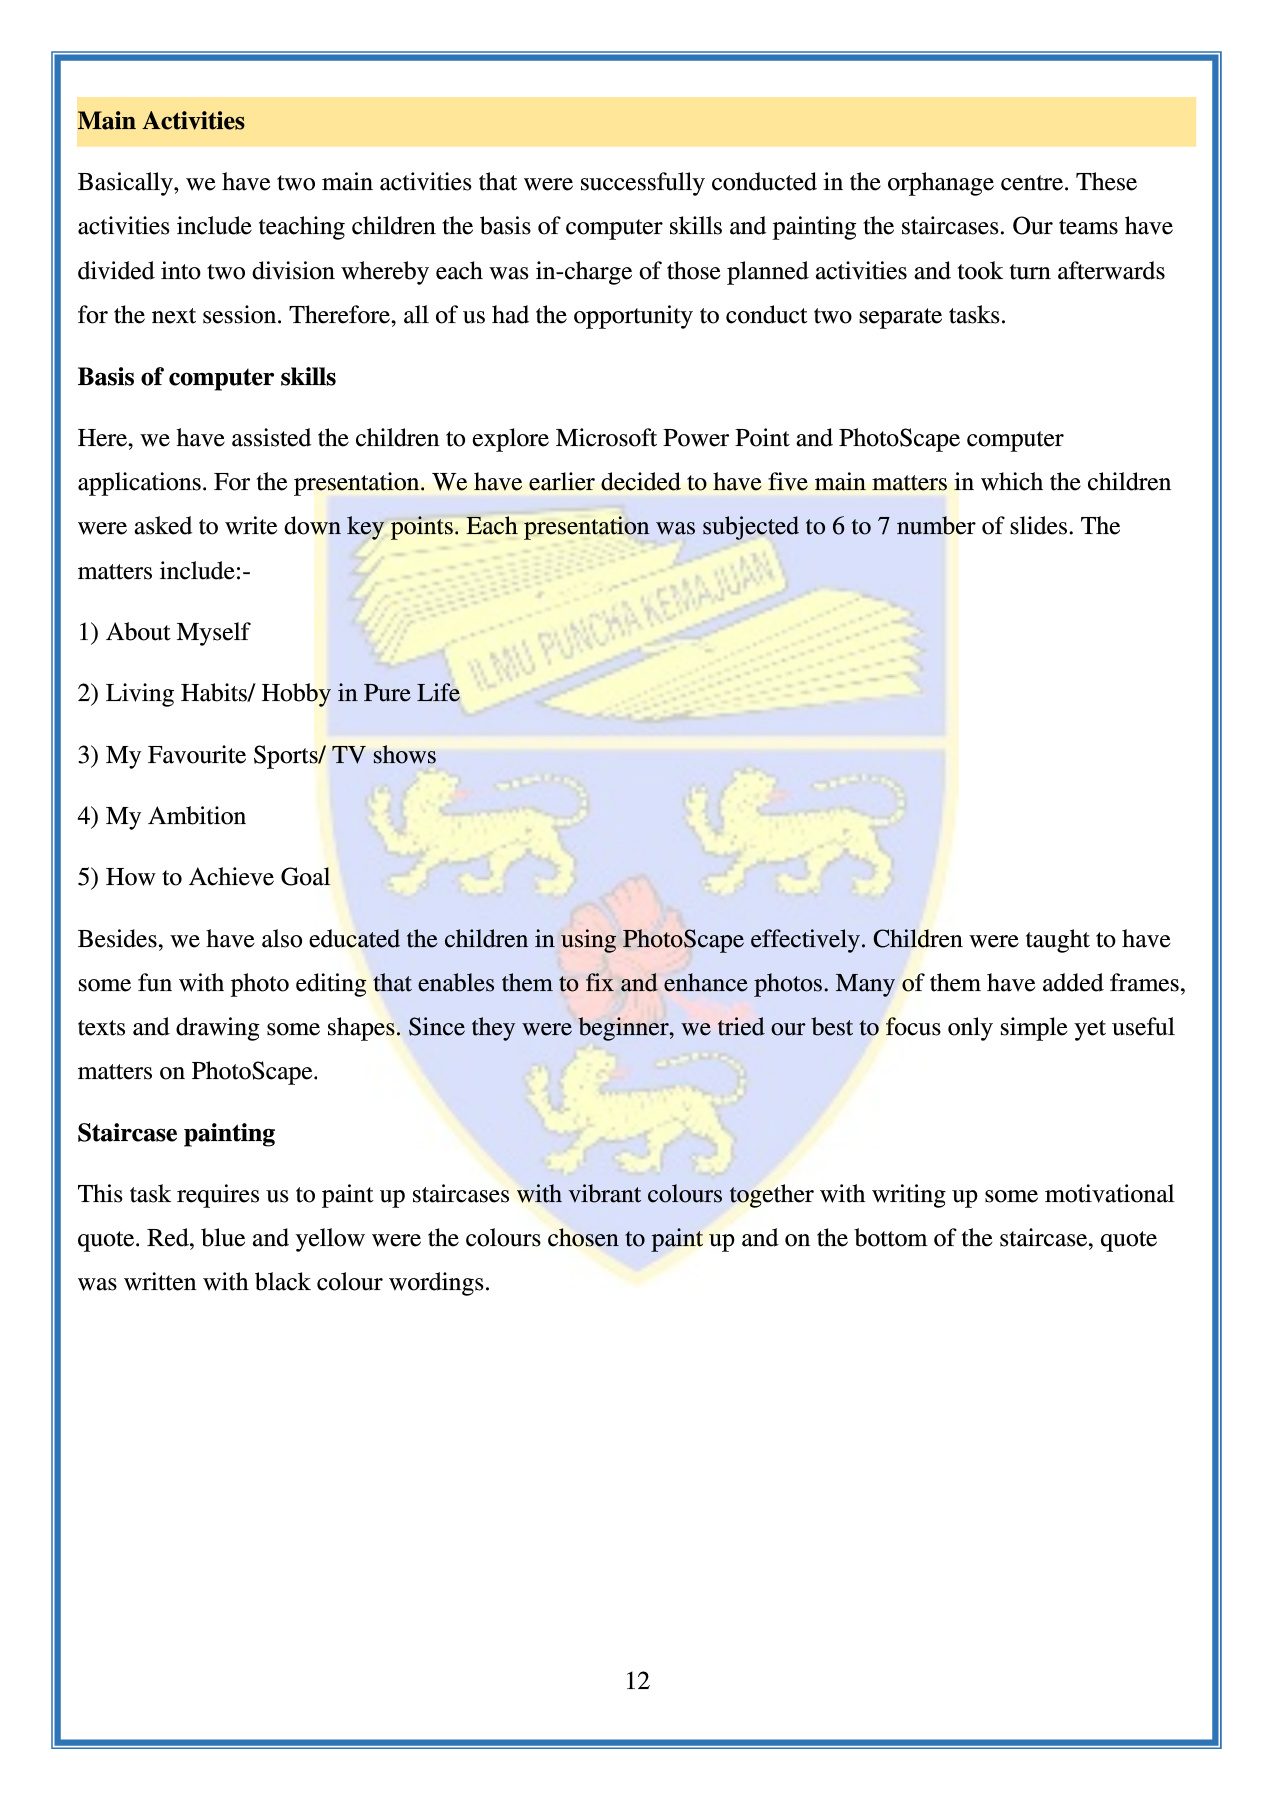 Main Activities
Basically, we have two main activities that were successfully conducted in the orphanage centre. These
activities include teaching children the basis of computer skills and painting the staircases. Our teams have
divided into two division whereby each was in-charge of those planned activities and took turn afterwards
for the next session. Therefore, all of us had the opportunity to conduct two separate tasks.
Basis of computer skills
Here, we have assisted the children to explore Microsoft Power Point and PhotoScape computer
applications. For the presentation. We have earlier decided to have five main matters in which the children
were asked to write down key points. Each presentation was subjected to 6 to 7 number of slides. The
matters include:-
ILMU PUNCHA KEMAJUAN
1) About Myself
2) Living Habits/ Hobby in Pure Life
3) My Favourite Sports/ TV shows
4) My Ambition
5) How to Achieve Goal
Besides, we have also educated the children in using PhotoScape effectively. Children were taught to have
some fun with photo editing that enables them to fix and enhance photos. Many of them have added frames,
texts and drawing some shapes. Since they were beginner, we tried our best to focus only simple yet useful
matters on PhotoScape.
Staircase painting
This task requires us to paint up staircases with vibrant colours together with writing up some motivational
quote. Red, blue and yellow were the colours chosen to paint up and on the bottom of the staircase, quote
was written with black colour wordings.
12